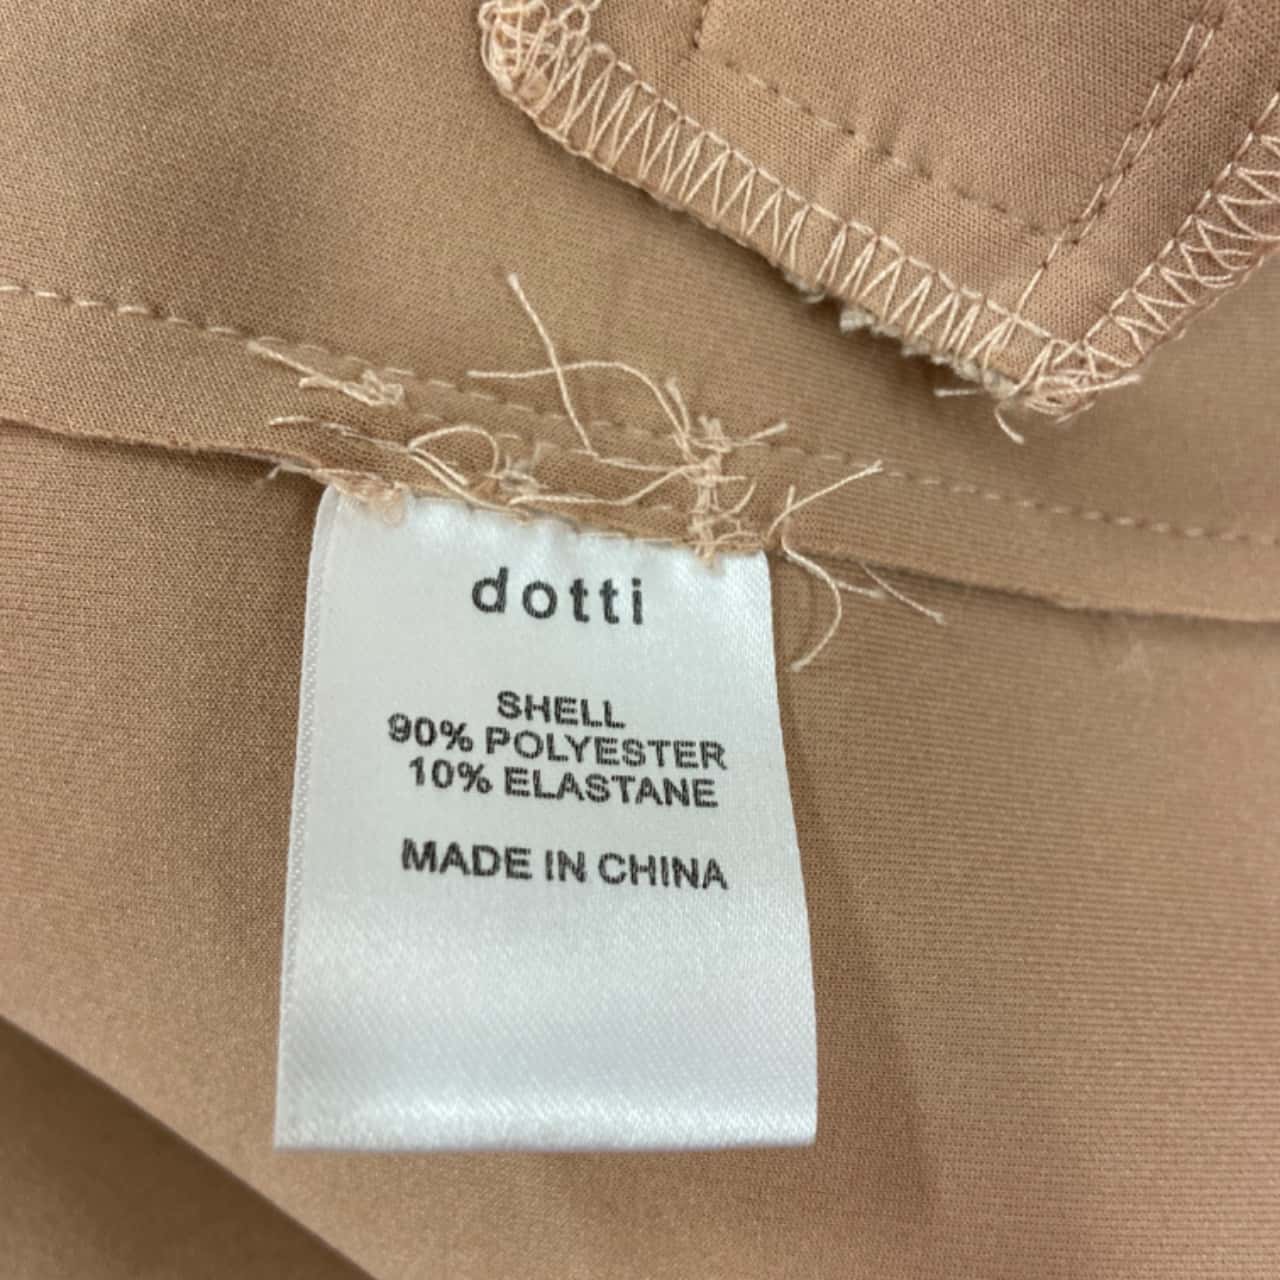 dotti
SHELL
90% POLYESTER
10% ELASTANE
MADE IN CHINA